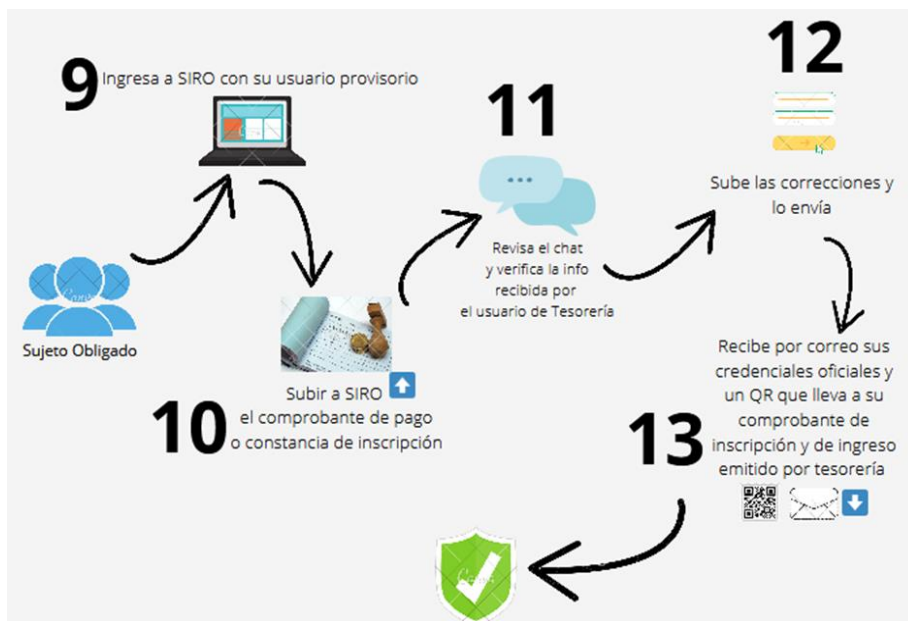 9
Ingresa a SIRO con su usuario provisorio
Sujeto Obligado
10
Subir a SIRO
el comprobante de pago
o constancia de inscripción
11
Revisa el chat
y verifica la info
recibida por
el usuario de Tesorería
12
Sube las correcciones y
lo envía
13
Recibe por correo sus
credenciales oficiales y
un QR que lleva a su
comprobante de
inscripción y de ingreso
emitido por tesorería
Canva